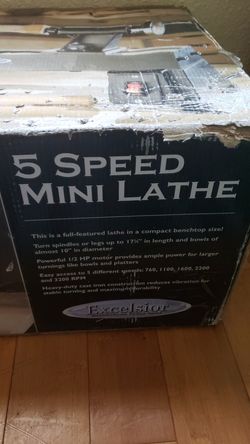 5 SPEED
MINI LATHE
This is a full-featured lathe in a compact benchtop size!
Turn spindles or legs up to 17¾" in length and bowls of
almost 10" in diameter
Powerful 1/2 HP motor provides ample power for larger
turnings like bowls and platters
Easy access to 5 different speeds: 760, 1100, 1600, 2200
and 3200 RPM
Heavy-duty cast iron construction reduces vibration for
stable turning and maximum durability
Excelsior